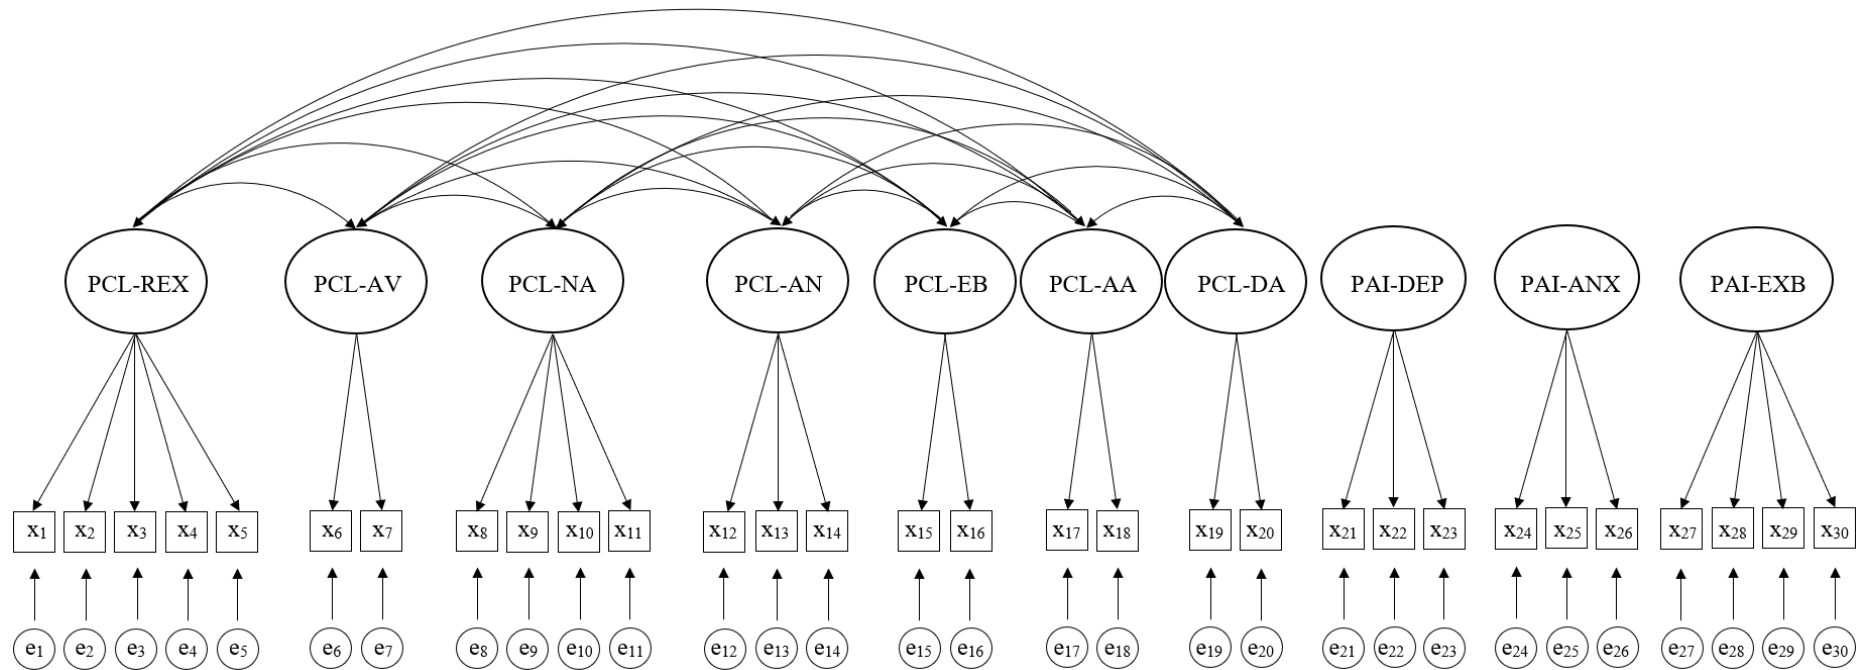 PCL-REX PCL-AV PCL-NA PCL-AN PCL-EB PCL-AA PCL-DA PAI-DEP PAI-ANX PAI-EXB
x1 x2 x3 x4 x5 x6 x7 x8 x9 x10 x11 x12 x13 x14 x15 x16 x17 x18 x19 x20 x21 x22 x23 x24 x25 x26 x27 x28 x29 x30
e1 e2 e3 e4 e5 e6 e7 e8 e9 e10 e11 e12 e13 e14 e15 e16 e17 e18 e19 e20 e21 e22 e23 e24 e25 e26 e27 e28 e29 e30